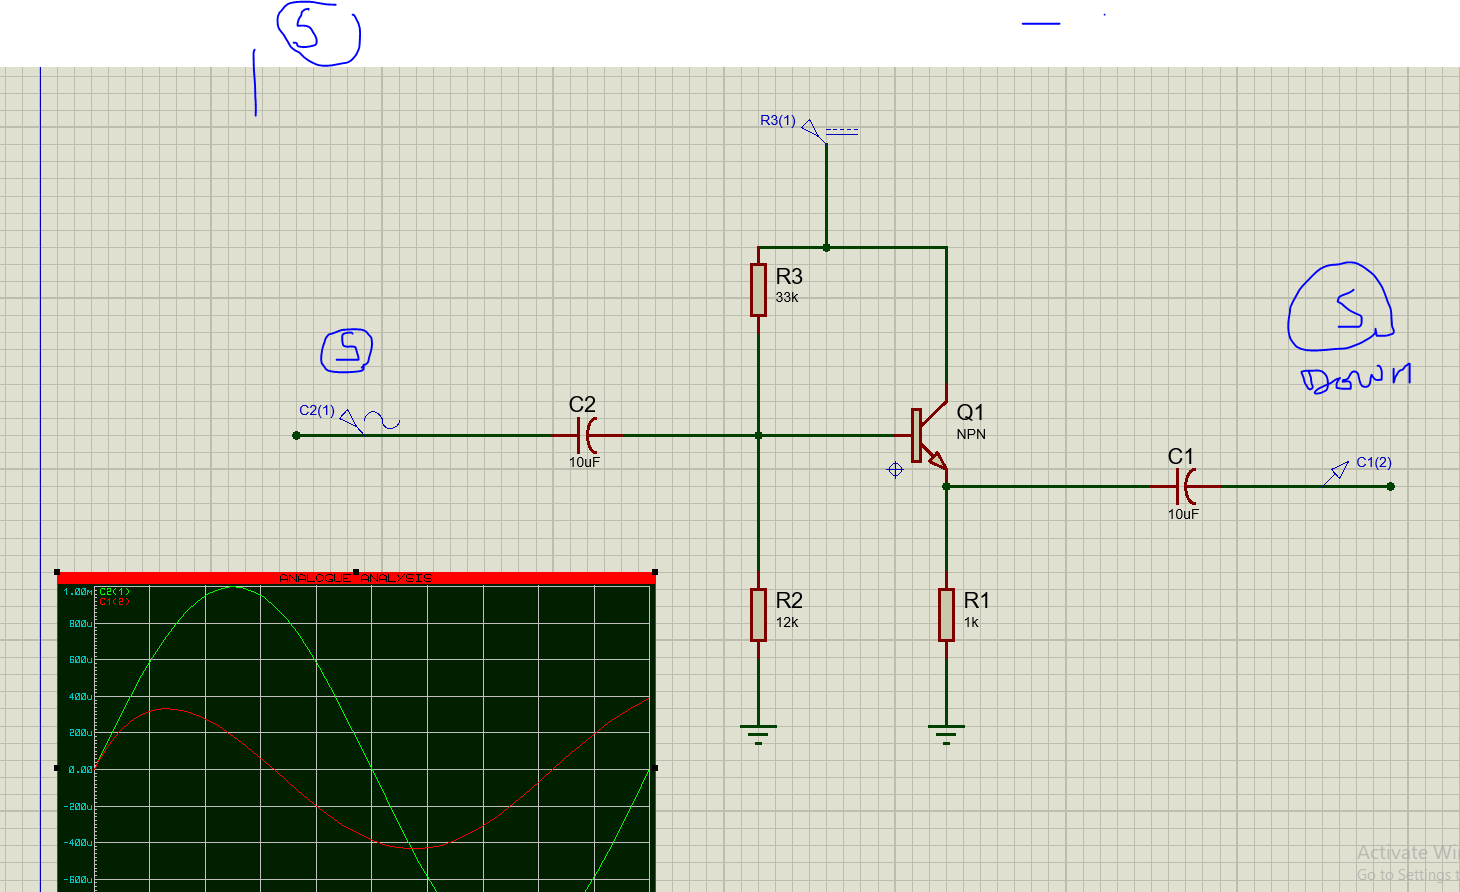 5
R3(1)
R3
33k
5
5
Down
C2(1)
C2
10uF
Q1
NPN
C1
10uF
C1(2)
ANALOGUE ANALYSIS
1.00m
C2(1)
C1(2)
800u
600u
400u
200u
0.00
-200u
-400u
-600u
R2
12k
R1
1k
Activate Wi
Go to Settings t